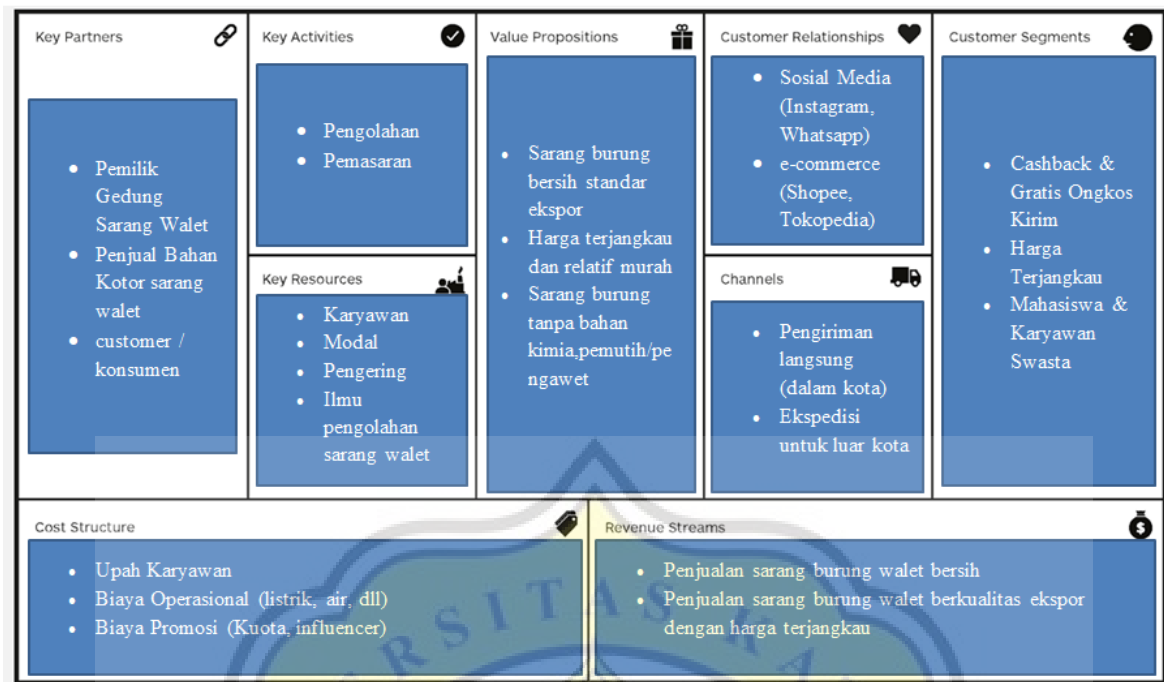 Key Partners
Pemilik
Gedung
Sarang Walet
Penjual Bahan
Kotor sarang
walet
customer /
konsumen
Key Activities
Pengolahan
Pemasaran
Key Resources
Karyawan
Modal
Pengering
Ilmu
pengolahan
sarang walet
Value Propositions
Sarang burung
bersih standar
ekspor
Harga terjangkau
dan relatif murah
Sarang burung
tanpa bahan
kimia,pemutih/pe
ngawet
Customer Relationships
Sosial Media
(Instagram,
Whatsapp)
e-commerce
(Shopee,
Tokopedia)
Channels
Pengiriman
langsung
(dalam kota)
Ekspedisi
untuk luar kota
Customer Segments
Cashback &
Gratis Ongkos
Kirim
Harga
Terjangkau
Mahasiswa &
Karyawan
Swasta
Cost Structure
Upah Karyawan
Biaya Operasional (listrik, air, dll)
Biaya Promosi (Kuota, influencer)
Revenue Streams
Penjualan sarang burung walet bersih
Penjualan sarang burung walet berkualitas ekspor
dengan harga terjangkau
$
ERSITAS KA